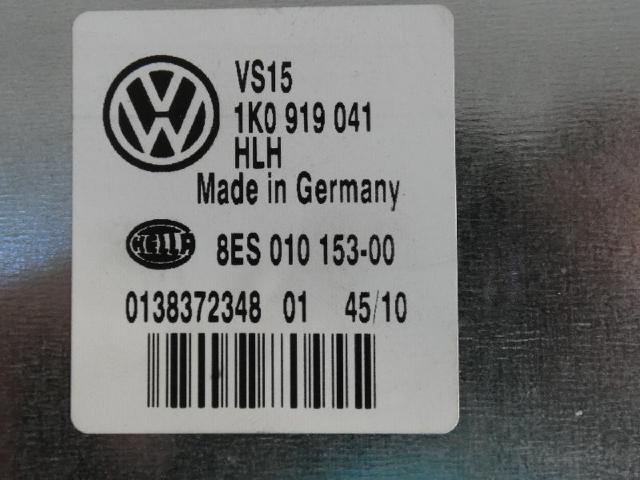 VS15
1K0 919 041
HLH
Made in Germany
HELLA 8ES 010 153-00
0138372348 01 45/10